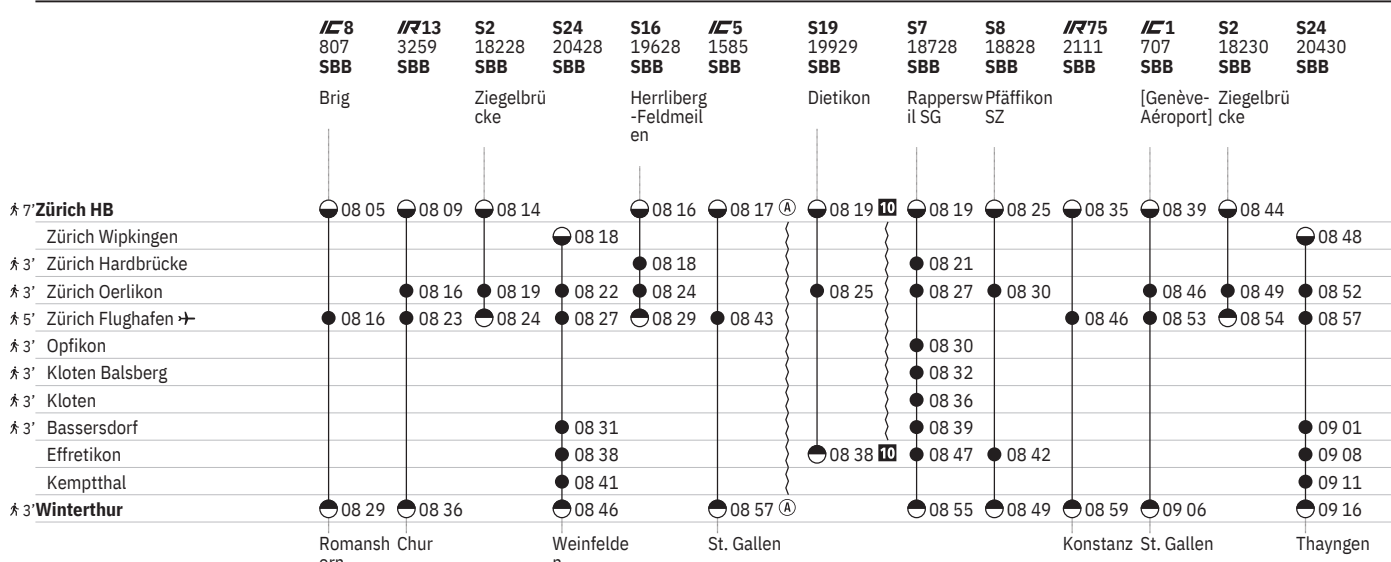 IC8 IR13 S2 S24 S16 IC5 S19 S7 S8 IR75 IC1 S2 S24
807 3259 18228 20428 19628 1585 19929 18728 18828 2111 707 18230 20430
SBB SBB SBB SBB SBB SBB SBB SBB SBB SBB SBB SBB SBB
Brig Ziegelbrü Herrliberg Dietikon Rappersw Pfäffikon [Genève- Ziegelbrü
cke -Feldmeil il SG SZ Aéroport] cke
en
7’ Zürich HB 08 05 08 09 08 14 08 16 08 17 A 08 19 10 08 19 08 25 08 35 08 39 08 44
Zürich Wipkingen 08 18 08 48
3’ Zürich Hardbrücke 08 18 08 21
3’ Zürich Oerlikon 08 16 08 19 08 22 08 24 08 25 08 27 08 30 08 46 08 49 08 52
5’ Zürich Flughafen 08 16 08 23 08 24 08 27 08 29 08 43 08 46 08 53 08 54 08 57
3’ Opfikon 08 30
3’ Kloten Balsberg 08 32
3’ Kloten 08 36
3’ Bassersdorf 08 31 08 39 09 01
Effretikon 08 38 08 38 10 08 47 08 42 09 08
Kemptthal 08 41 09 11
3’ Winterthur 08 29 08 36 08 46 08 57 A 08 55 08 49 08 59 09 06 09 16
Romansh Chur Weinfelde St. Gallen Konstanz St. Gallen Thayngen